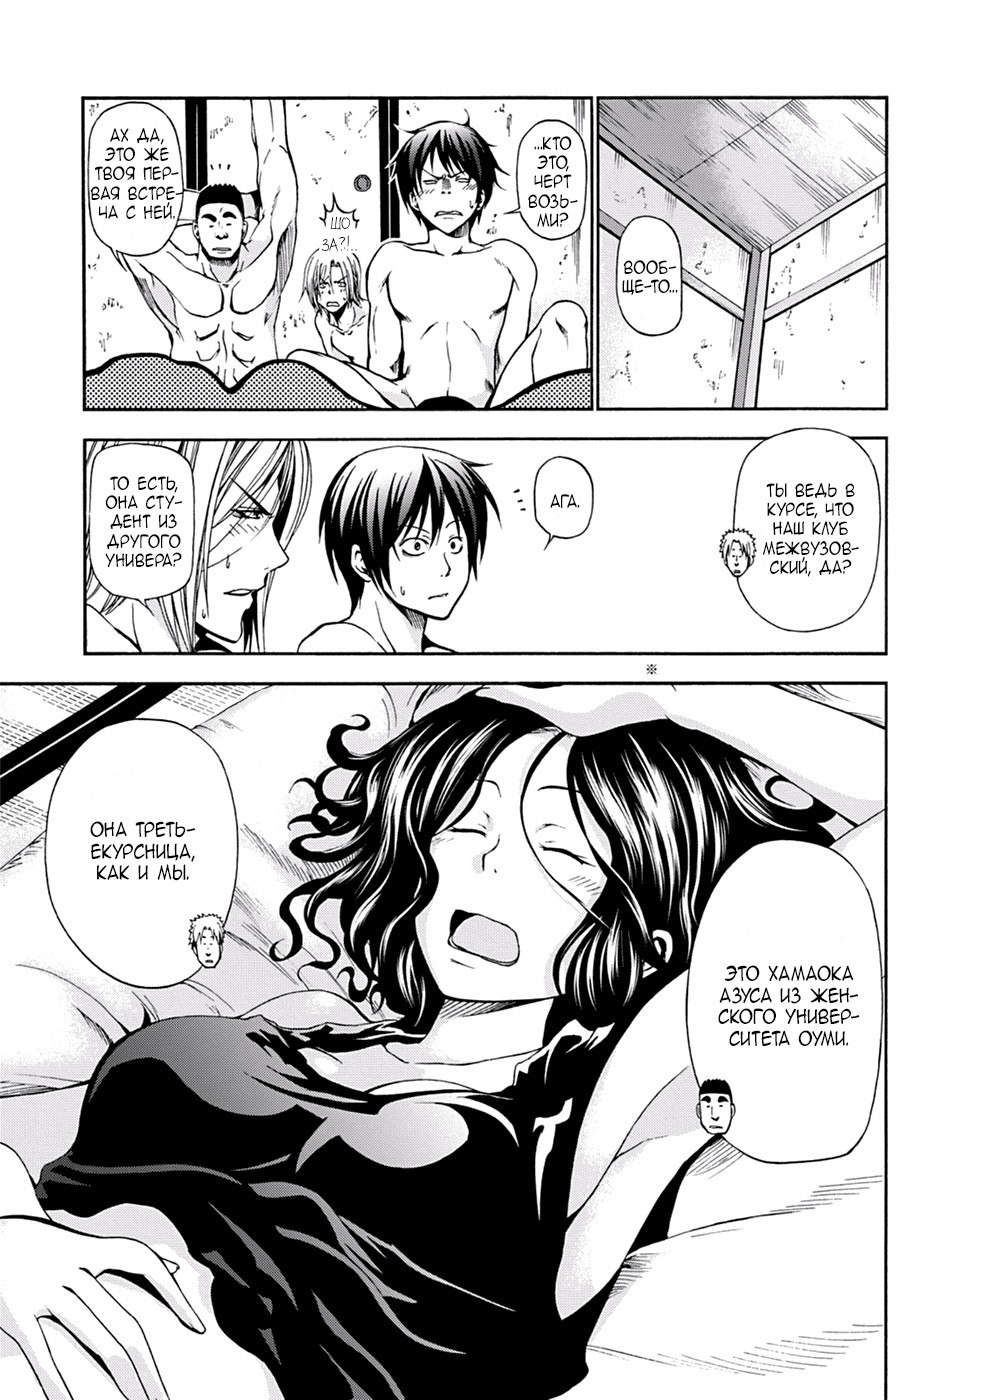 ВООБ-
ЩЕ-ТО...
...КТО
ЭТО,
ЧЕРТ
ВОЗЬ-
МИ?
ШО
ЗА?!..
АХ ДА,
ЭТО ЖЕ
ТВОЯ ПЕР-
ВАЯ ВСТРЕ-
ЧА С НЕЙ.
ТЫ ВЕДЬ В
КУРСЕ, ЧТО
НАШ КЛУБ
МЕЖВУЗОВ-
СКИЙ, ДА?
АГА.
ТО ЕСТЬ,
ОНА СТУ-
ДЕНТ ИЗ
ДРУГОГО
УНИВЕРА?
※
ЭТО ХАМАОКА
АЗУСА ИЗ ЖЕН-
СКОГО УНИВЕР-
СИТЕТА ОУМИ.
ОНА ТРЕТЬ-
ЕКУРСНИЦА,
КАК И МЫ.